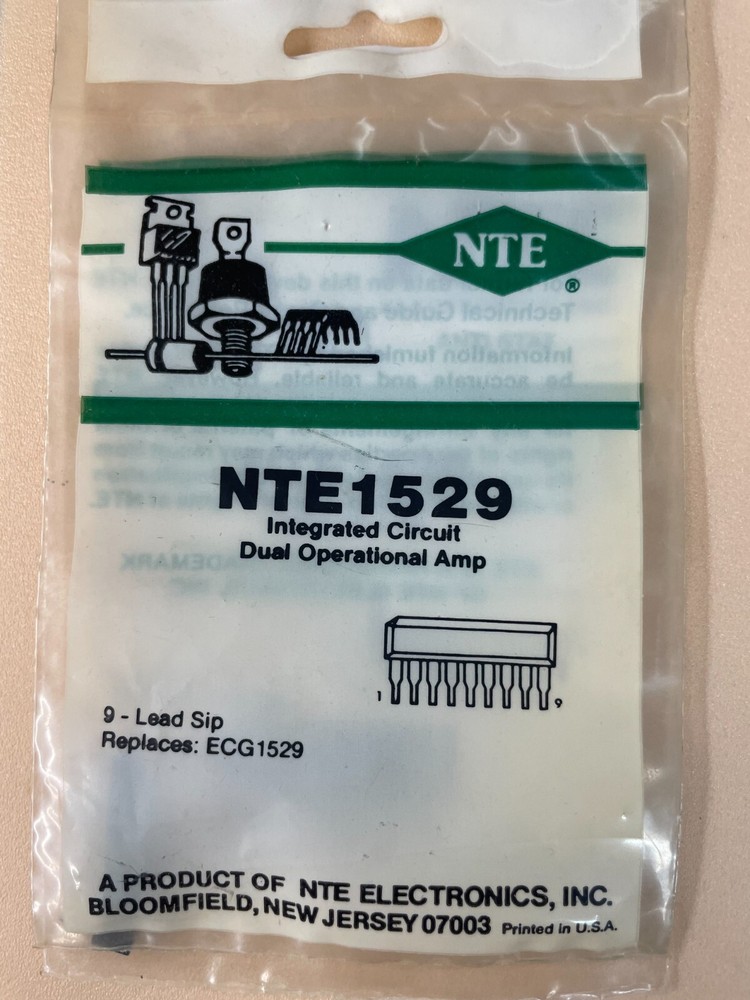 NTE
®
NTE1529
Integrated Circuit
Dual Operational Amp
1 9
9 - Lead Sip
Replaces: ECG1529
A PRODUCT OF NTE ELECTRONICS, INC.
BLOOMFIELD, NEW JERSEY 07003 Printed in U.S.A.